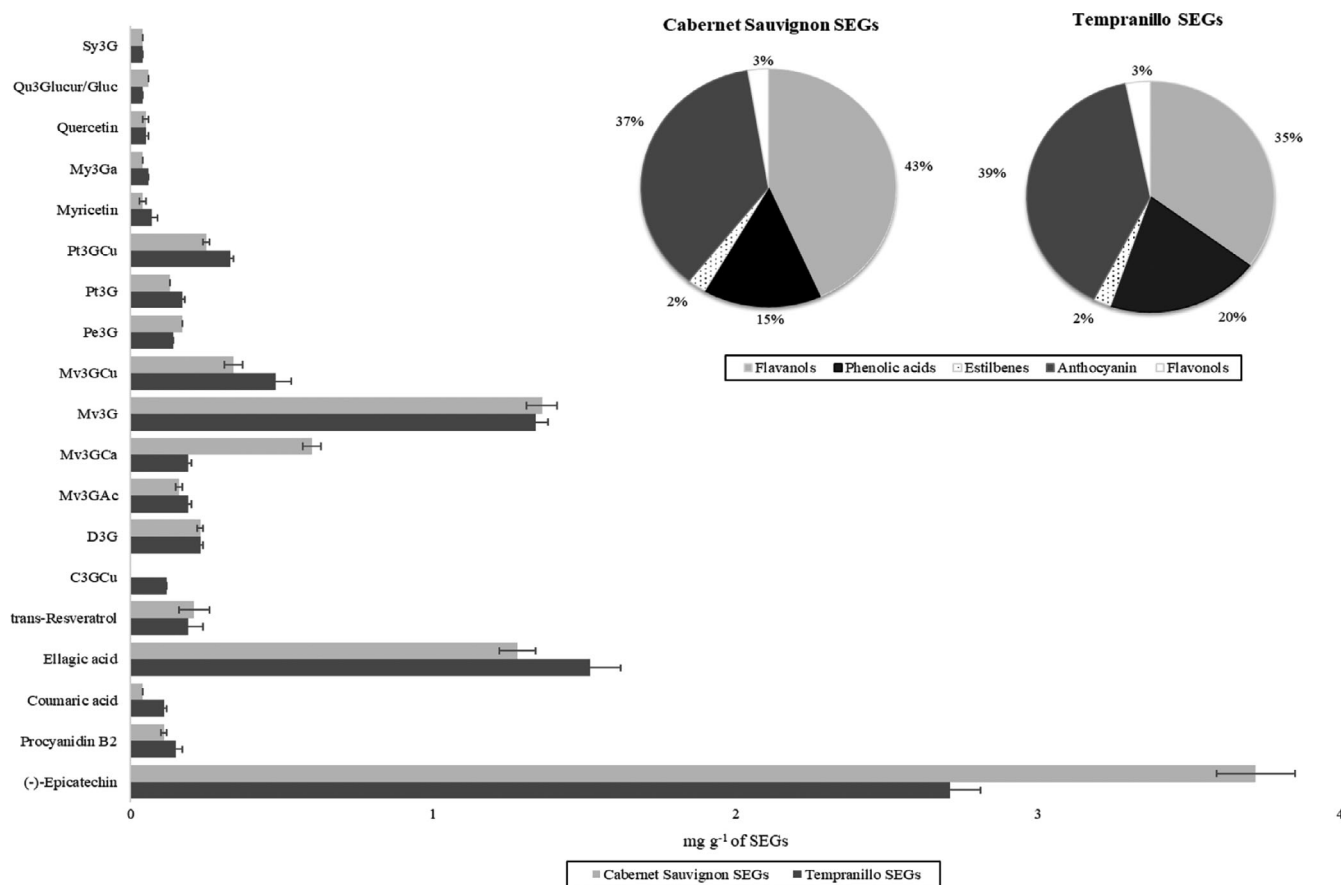 Cabernet Sauvignon SEGs
Tempranillo SEGs
3%
37%
43%
2%
15%
3%
39%
35%
2%
20%
Flavanols Phenolic acids Estilbenes Anthocyanin Flavonols
Sy3G
Qu3Glucur/Gluc
Quercetin
My3Ga
Myricetin
Pt3GCu
Pt3G
Pe3G
Mv3GCu
Mv3G
Mv3GCa
Mv3GAc
D3G
C3GCu
trans-Resveratrol
Ellagic acid
Coumaric acid
Procyanidin B2
(-)-Epicatechin
0 1 2 3 4
mg g⁻¹ of SEGs
Cabernet Sauvignon SEGs Tempranillo SEGs